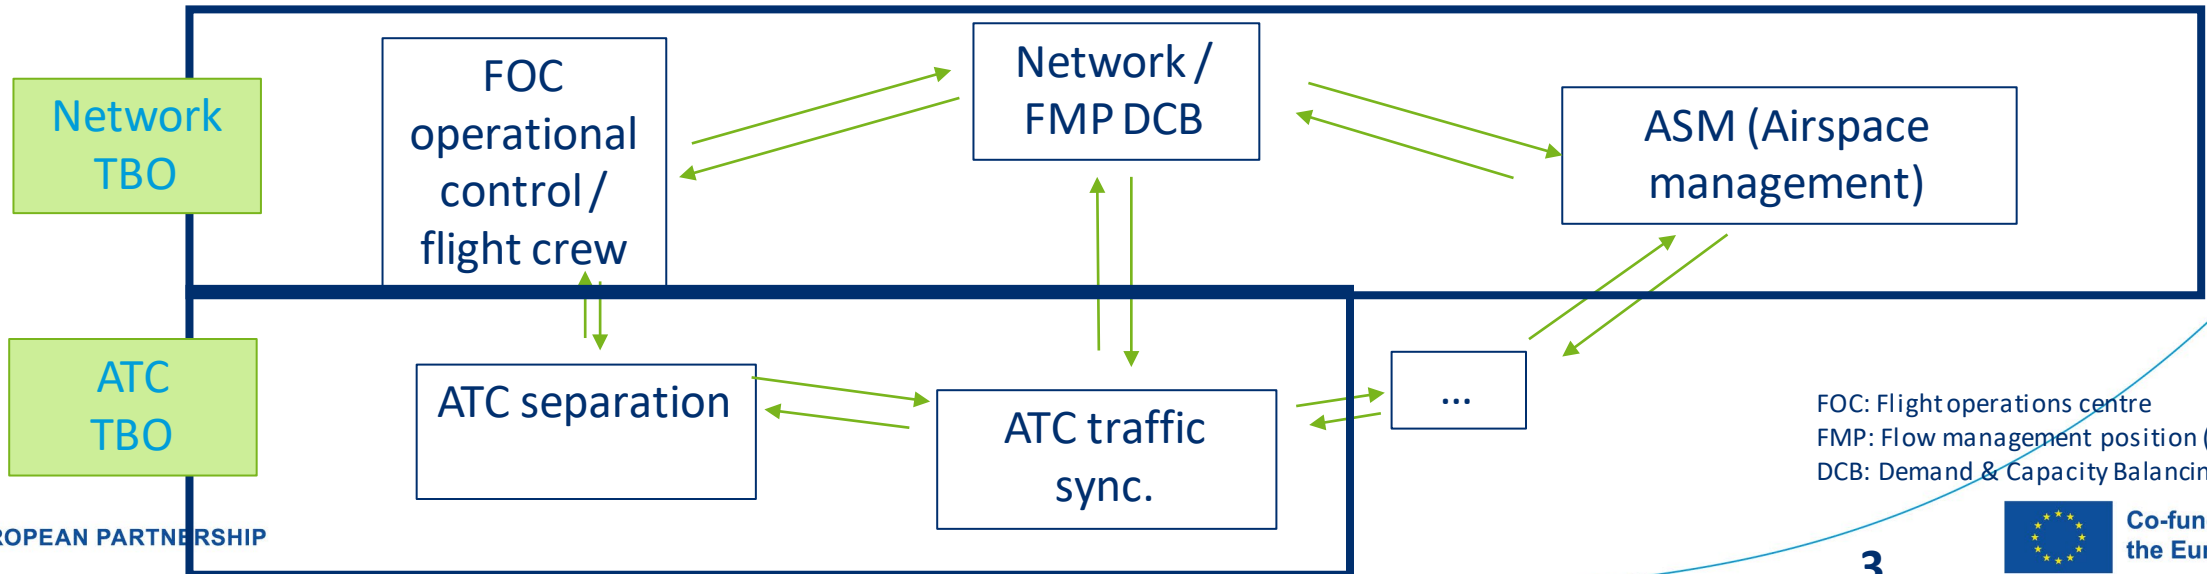 Network
TBO
FOC
operational
control /
flight crew
Network /
FMP DCB
ASM (Airspace
management)
ATC
TBO
ATC separation
ATC traffic
sync.
...
FOC: Flight operations centre
FMP: Flow management position (
DCB: Demand & Capacity Balancin
ROPEAN PARTNERSHIP
3
Co-fun
the Eur